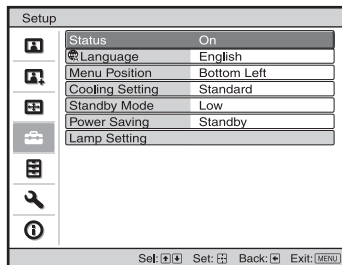 Setup
Status On
Language English
Menu Position Bottom Left
Cooling Setting Standard
Standby Mode Low
Power Saving Standby
Lamp Setting
Sel: Set: Back: Exit: MENU